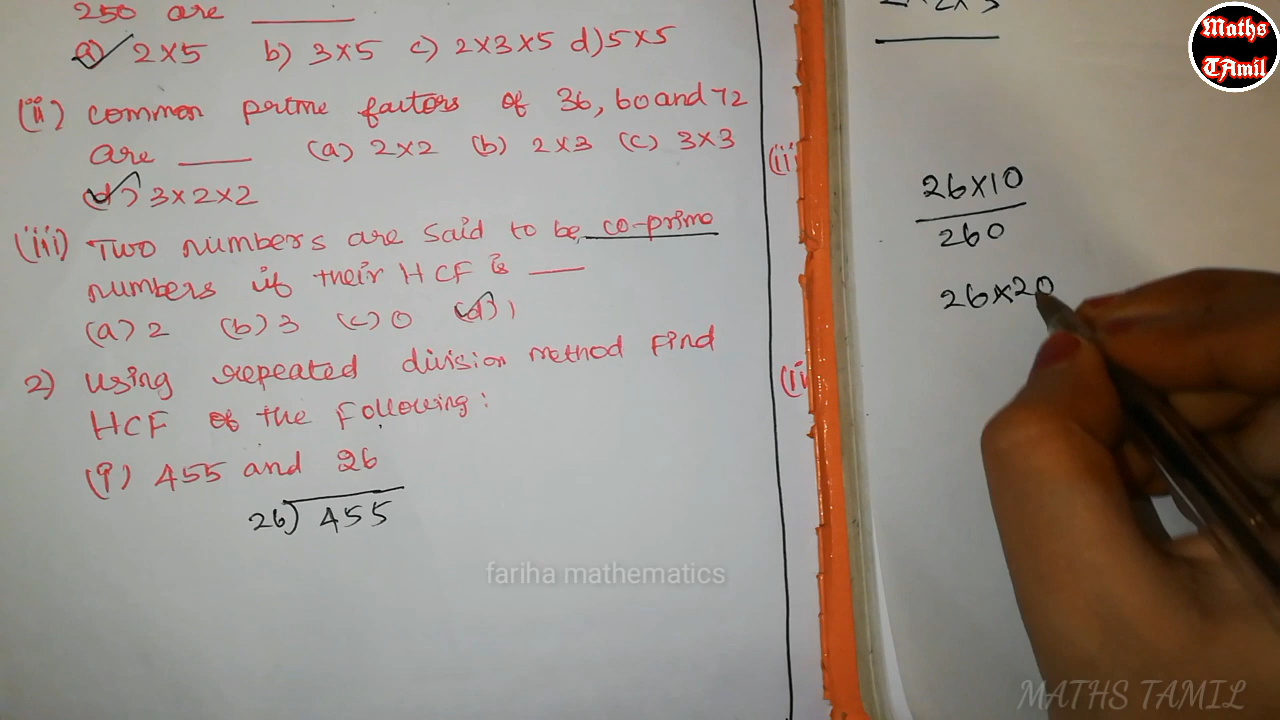 250 are ______
a) 2×5 b) 3×5 c) 2×3×5 d) 5×5
(ii) common prime factors of 36, 60 and 72
are ____ (a) 2×2 (b) 2×3 (c) 3×3
(d) 3×2×2
(iii) Two numbers are said to be co-prime
numbers if their HCF is ___
(a) 2 (b) 3 (c) 0 (d) 1
2) Using repeated division method find
HCF of the following:
(i) 455 and 26
26) 455
fariha mathematics
26×10
260
26×20
Maths
TAmil
MATHS TAMIL